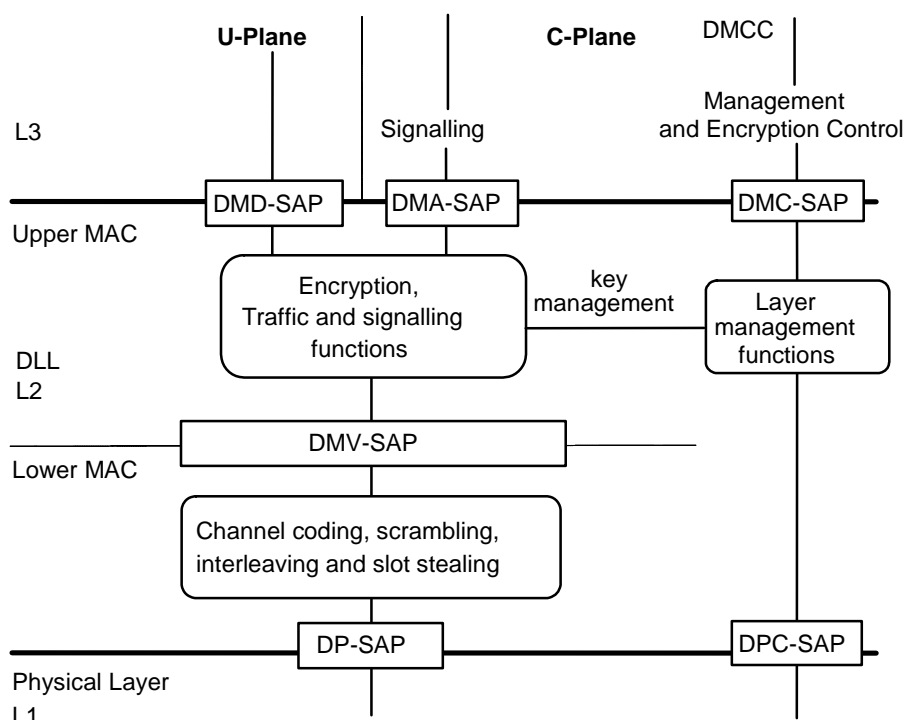 U-Plane
C-Plane
DMCC
L3
Signalling
Management
and Encryption Control
DMD-SAP
DMA-SAP
DMC-SAP
Upper MAC
Encryption,
Traffic and signalling
functions
key
management
Layer
management
functions
DLL
L2
DMV-SAP
Lower MAC
Channel coding, scrambling,
interleaving and slot stealing
DP-SAP
DPC-SAP
Physical Layer
L1